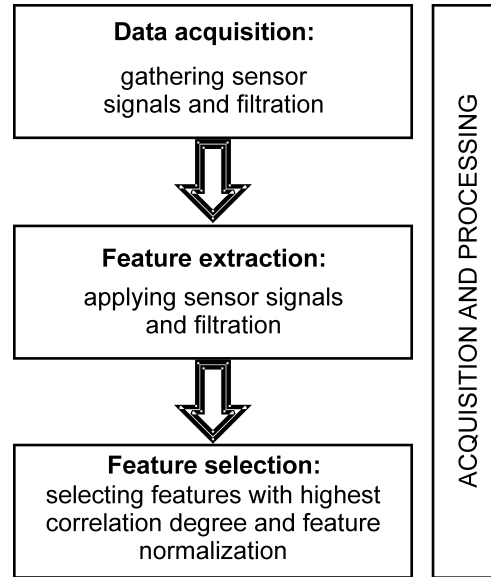 Data acquisition:
gathering sensor
signals and filtration
Feature extraction:
applying sensor signals
and filtration
Feature selection:
selecting features with highest
correlation degree and feature
normalization
ACQUISITION AND PROCESSING